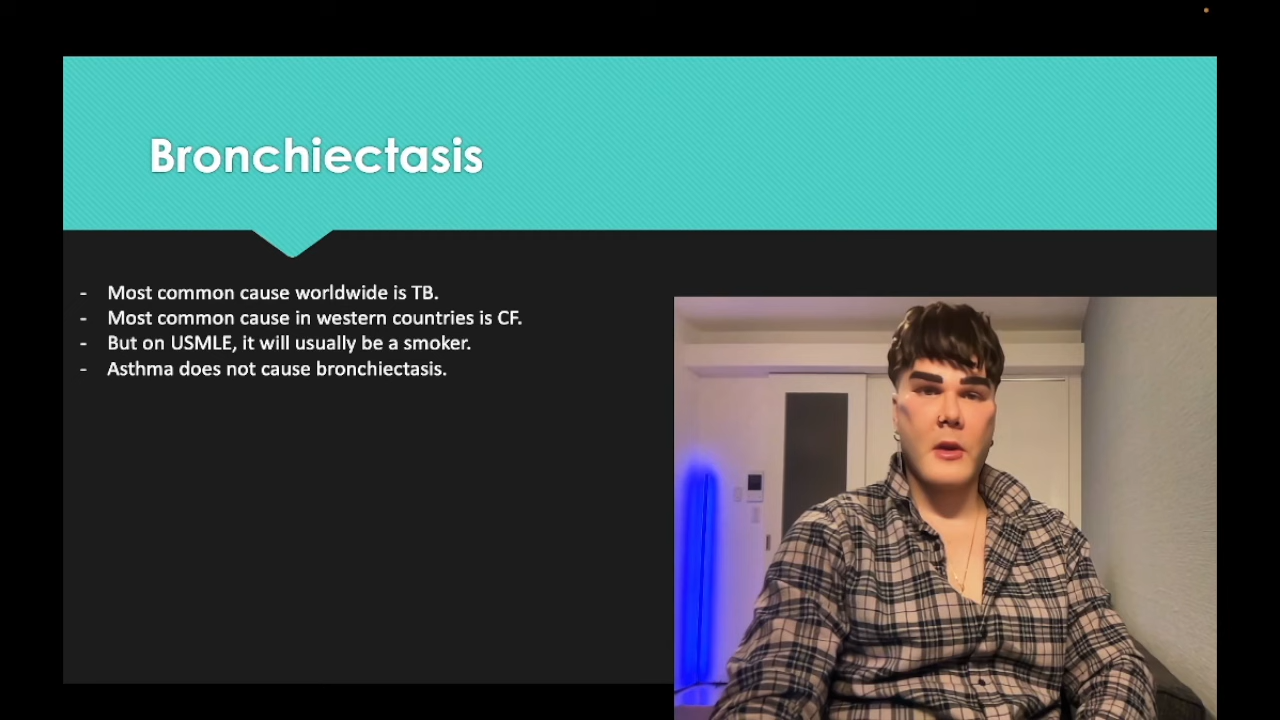 Bronchiectasis
- Most common cause worldwide is TB.
- Most common cause in western countries is CF.
- But on USMLE, it will usually be a smoker.
- Asthma does not cause bronchiectasis.